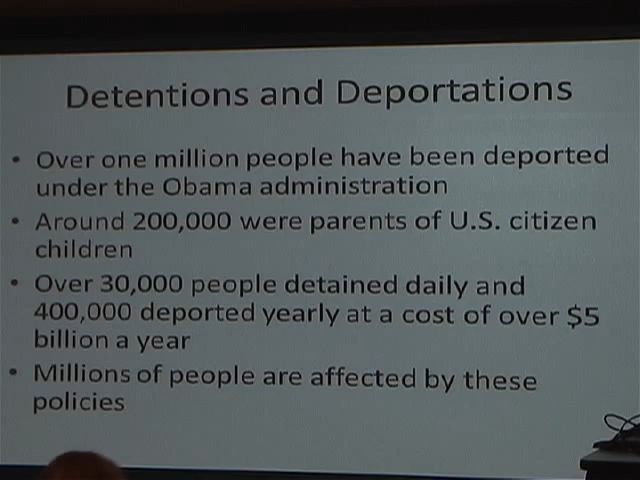 Detentions and Deportations
• Over one million people have been deported
under the Obama administration
• Around 200,000 were parents of U.S. citizen
children
• Over 30,000 people detained daily and
400,000 deported yearly at a cost of over $5
billion a year
• Millions of people are affected by these
policies